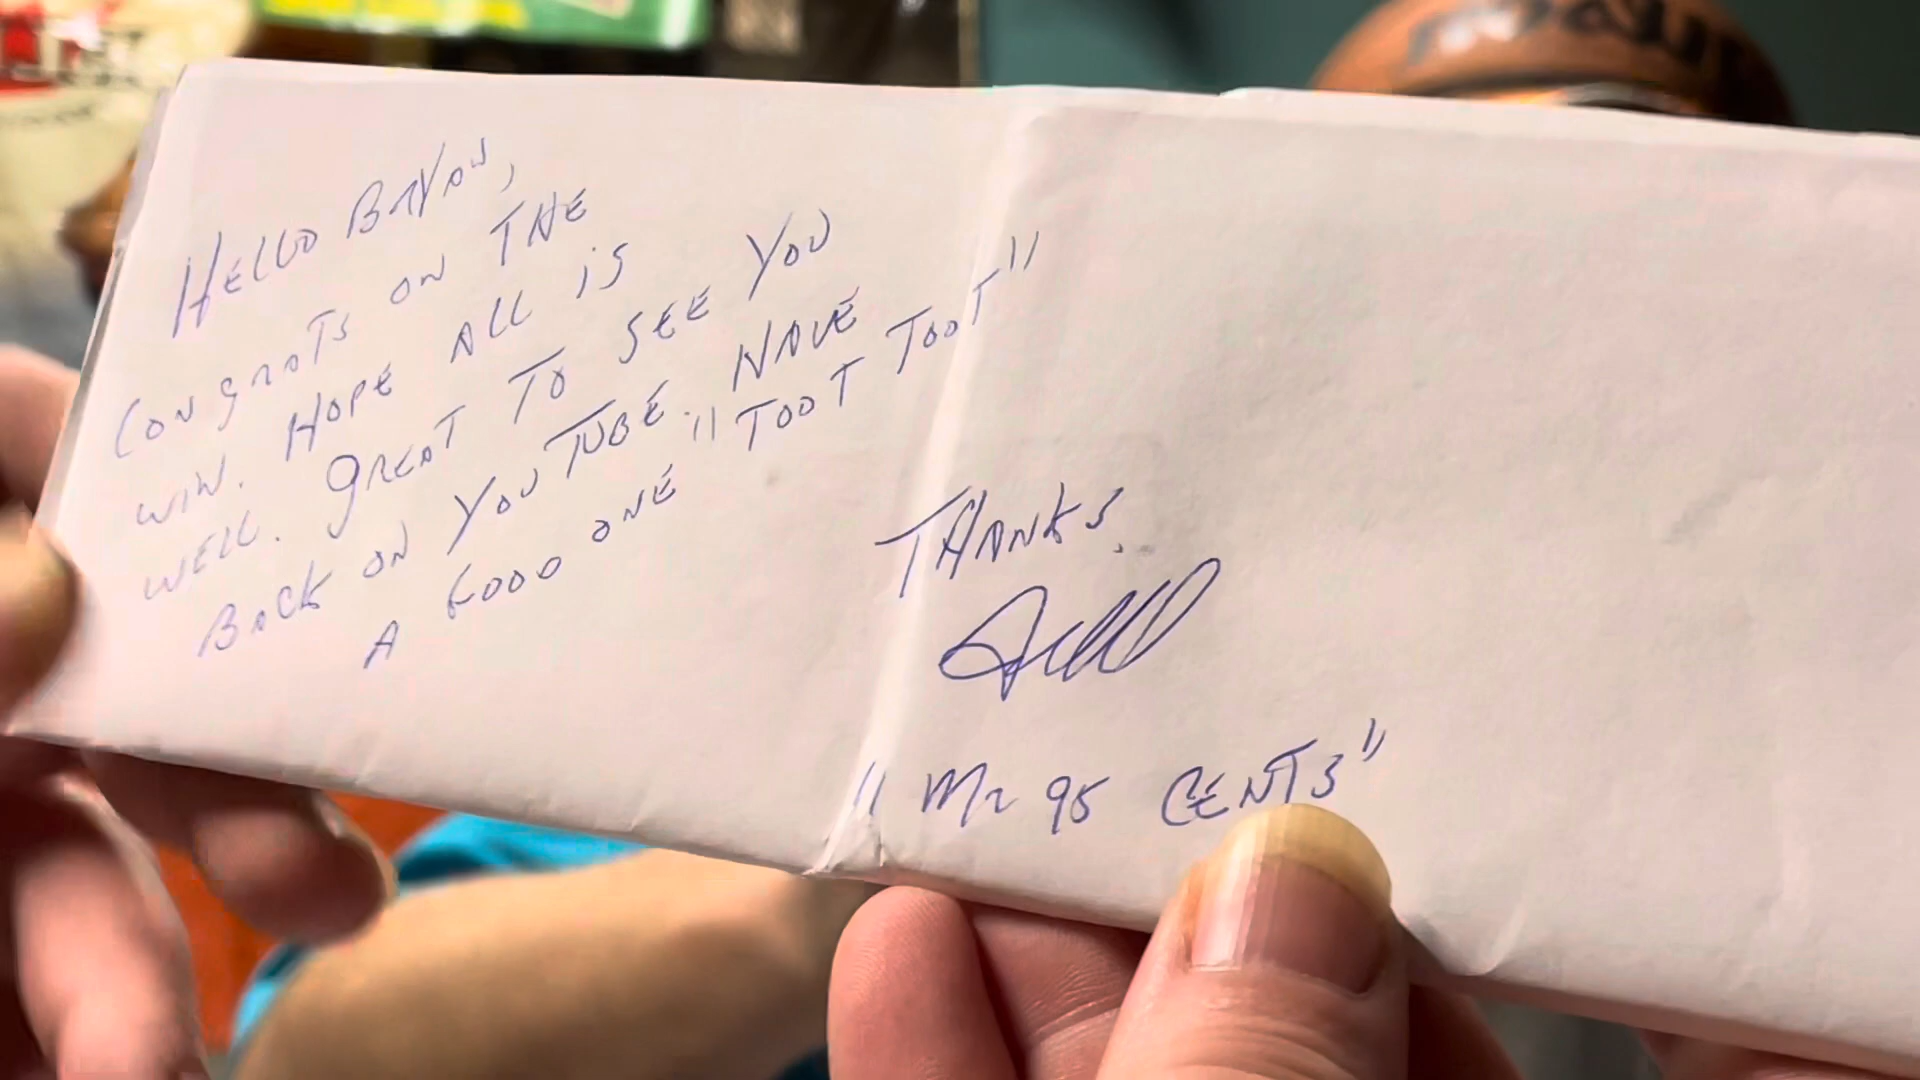 Hello Bryan,
Congrats on the
win. Hope all is
well. great to see you
Back on YouTube. Have
A Good one "Toot Toot"
Thanks.
"Mr 95 Cents"